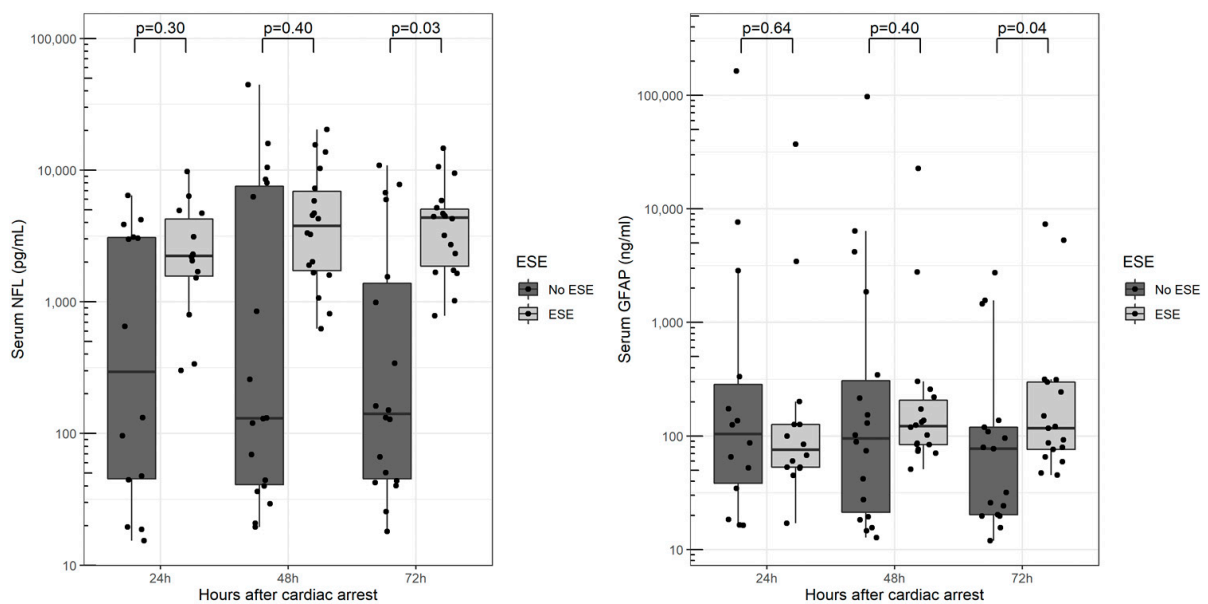 p=0.30 p=0.40 p=0.03
100,000
10,000
1,000
100
10
Serum NFL (pg/mL)
24h 48h 72h
Hours after cardiac arrest
ESE
No ESE
ESE
p=0.64 p=0.40 p=0.04
100,000
10,000
1,000
100
10
Serum GFAP (ng/ml)
24h 48h 72h
Hours after cardiac arrest
ESE
No ESE
ESE